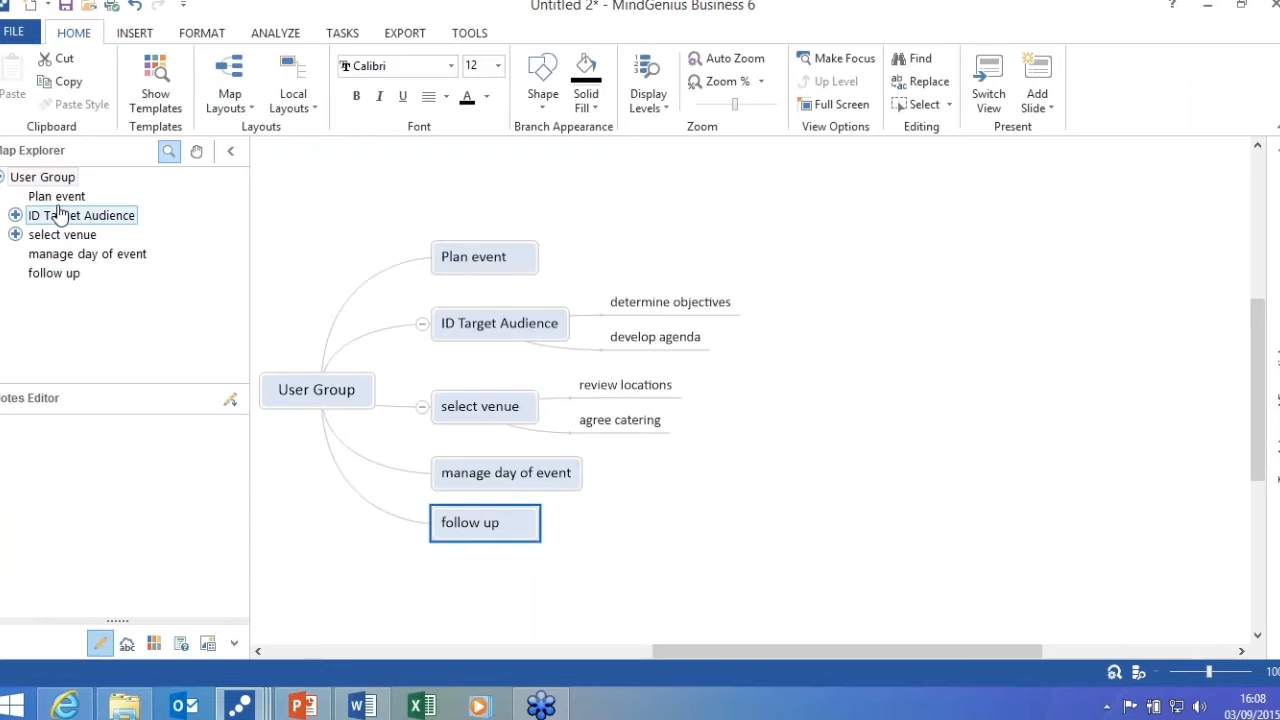 Untitled 2* - MindGenius Business 6
FILE HOME INSERT FORMAT ANALYZE TASKS EXPORT TOOLS
Paste
Cut
Copy
Paste Style
Clipboard
Show Templates
Templates
Map Layouts
Local Layouts
Layouts
Calibri 12
B I U A
Font
Shape
Solid Fill
Branch Appearance
Display Levels
Auto Zoom
Zoom %
Zoom
Make Focus
Up Level
Full Screen
View Options
Find
Replace
Select
Editing
Switch View
Add Slide
Present
Map Explorer
User Group
Plan event
ID Target Audience
select venue
manage day of event
follow up
Notes Editor
Plan event
ID Target Audience
determine objectives
develop agenda
User Group
select venue
review locations
agree catering
manage day of event
follow up
100
16:08
03/09/2015